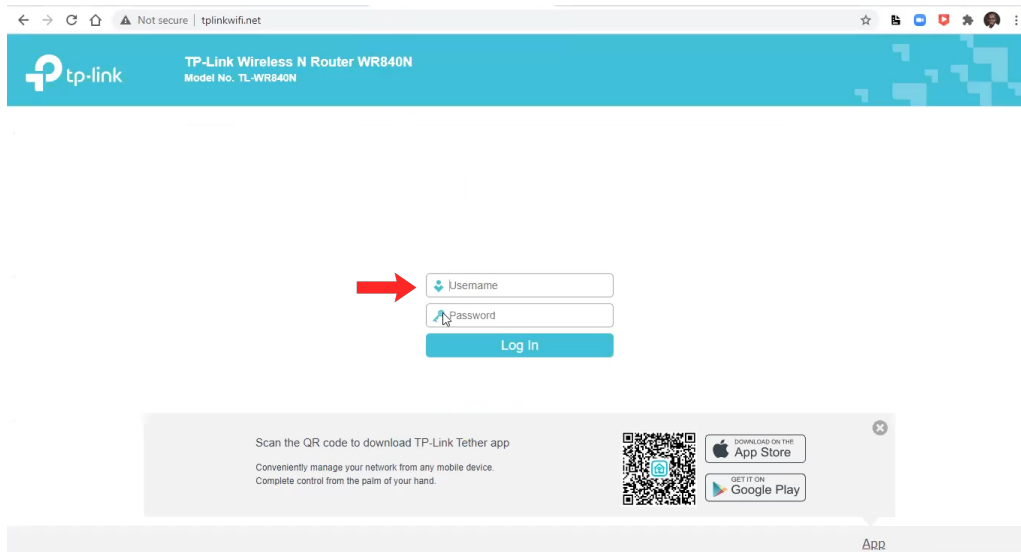 Not secure | tplinkwifi.net
tp-link
TP-Link Wireless N Router WR840N
Model No. TL-WR840N
Username
Password
Log In
Scan the QR code to download TP-Link Tether app
Conveniently manage your network from any mobile device.
Complete control from the palm of your hand.
DOWNLOAD ON THE
App Store
GET IT ON
Google Play
App